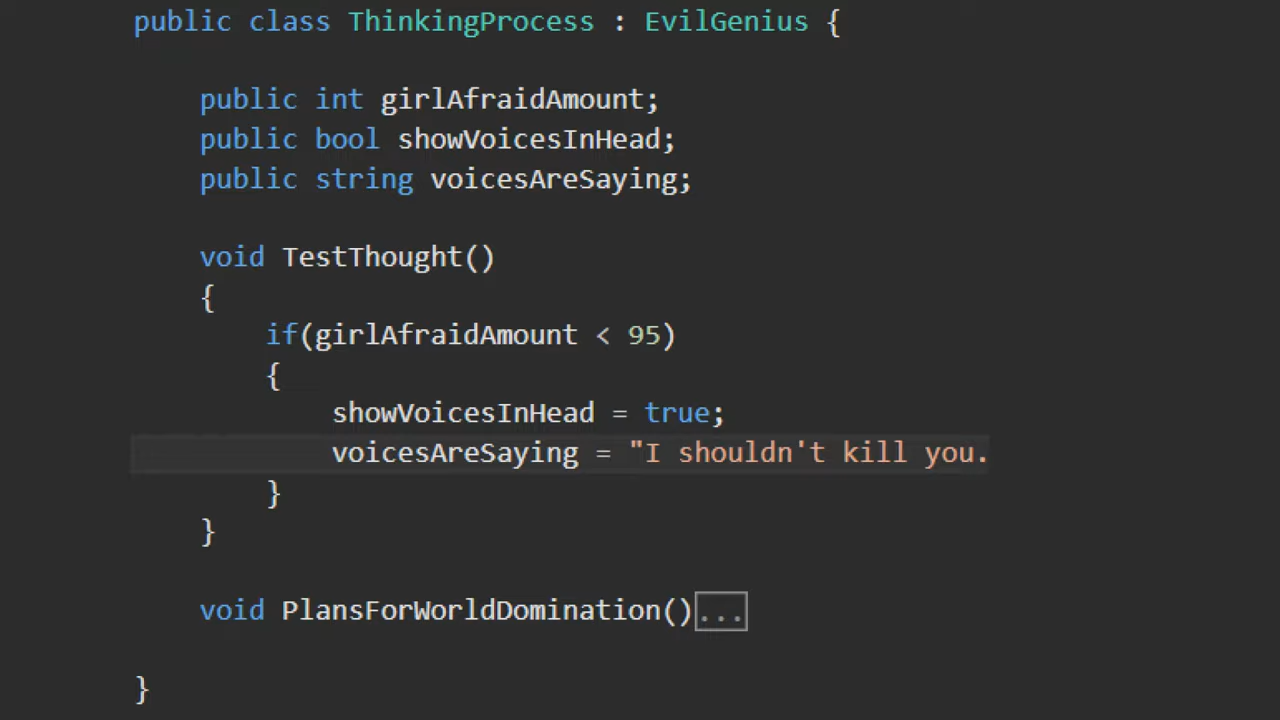 public class ThinkingProcess : EvilGenius {
public int girlAfraidAmount;
public bool showVoicesInHead;
public string voicesAreSaying;
void TestThought()
{
if(girlAfraidAmount < 95)
{
showVoicesInHead = true;
voicesAreSaying = "I shouldn't kill you.
}
}
void PlansForWorldDomination()...
}